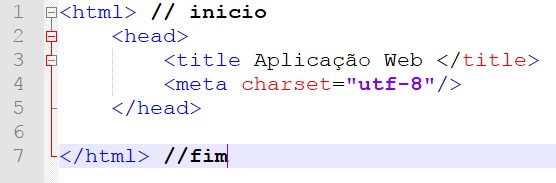 1 <html> // inicio
2 <head>
3 <title Aplicação Web </title>
4 <meta charset="utf-8"/>
5 </head>
6
7 </html> //fim